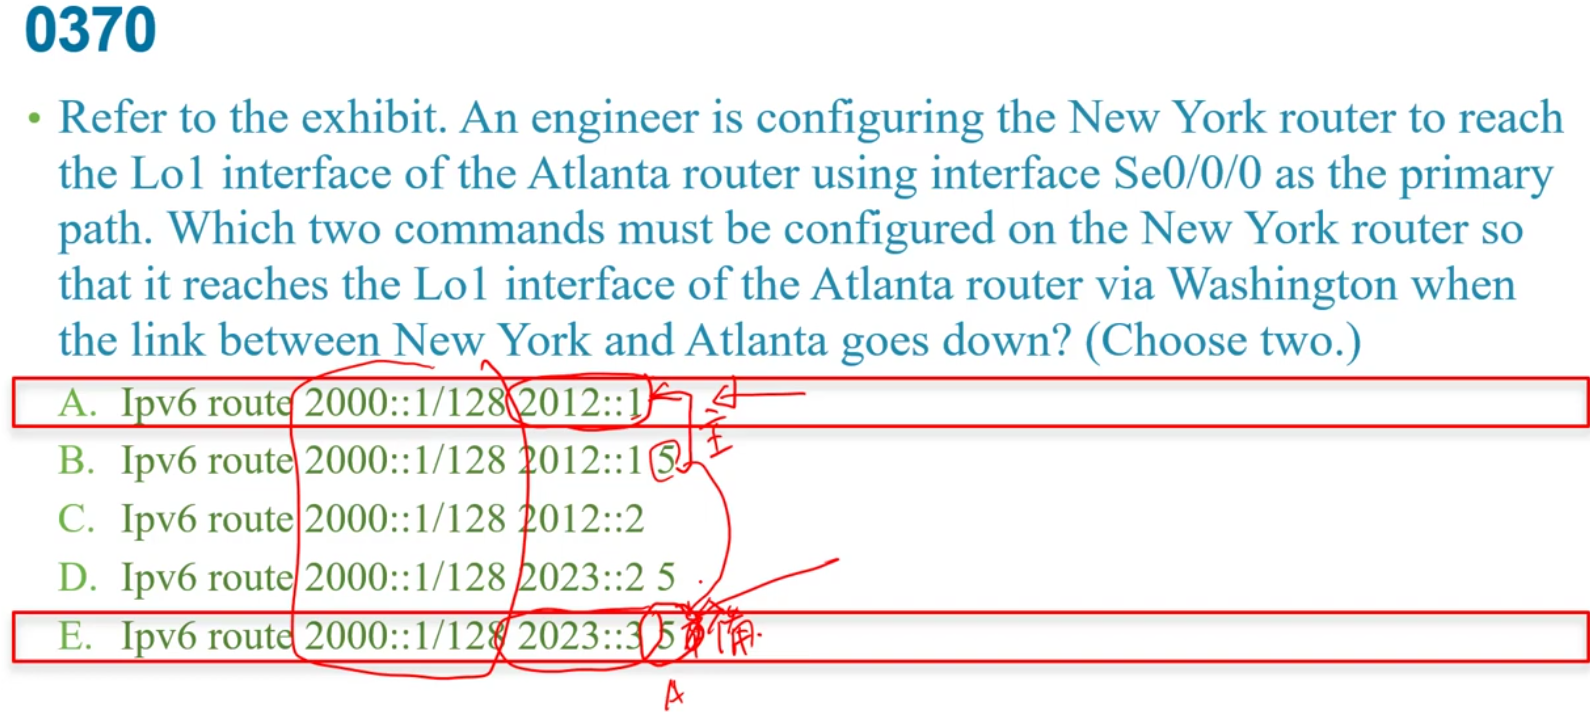 0370
• Refer to the exhibit. An engineer is configuring the New York router to reach
the Lo1 interface of the Atlanta router using interface Se0/0/0 as the primary
path. Which two commands must be configured on the New York router so
that it reaches the Lo1 interface of the Atlanta router via Washington when
the link between New York and Atlanta goes down? (Choose two.)
A. Ipv6 route 2000::1/128 2012::1
主
B. Ipv6 route 2000::1/128 2012::1 5
C. Ipv6 route 2000::1/128 2012::2
D. Ipv6 route 2000::1/128 2023::2 5
E. Ipv6 route 2000::1/128 2023::3 5
A